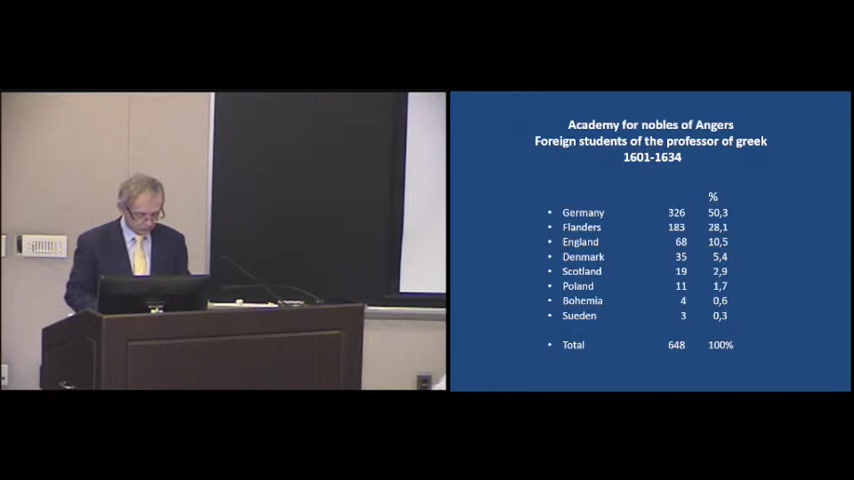 Academy for nobles of Angers
Foreign students of the professor of greek
1601-1634
%
• Germany 326 50,3
• Flanders 183 28,1
• England 68 10,5
• Denmark 35 5,4
• Scotland 19 2,9
• Poland 11 1,7
• Bohemia 4 0,6
• Sueden 3 0,3
• Total 648 100%